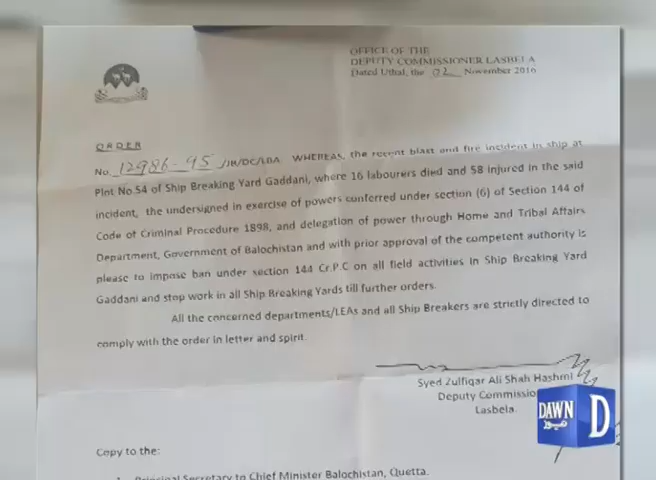 OFFICE OF THE
DEPUTY COMMISSIONER LASBELA
Dated Uthal, the 02 November 2016
ORDER
No. 12986-95 /JB/DC/LBA WHEREAS, the recent blast and fire incident in ship at
Plot No.54 of Ship Breaking Yard Gaddani, where 16 labourers died and 58 injured in the said
incident, the undersigned in exercise of powers conferred under section (6) of Section 144 of
Code of Criminal Procedure 1898, and delegation of power through Home and Tribal Affairs
Department, Government of Balochistan and with prior approval of the competent authority is
please to impose ban under section 144 Cr.P.C on all field activities in Ship Breaking Yard
Gaddani and stop work in all Ship Breaking Yards till further orders.
All the concerned departments/LEAs and all Ship Breakers are strictly directed to
comply with the order in letter and spirit.
Syed Zulfiqar Ali Shah Hashmi
Deputy Commissio
Lasbela.
DAWN D
نیوز
Copy to the:
1. Principal Secretary to Chief Minister Balochistan, Quetta.